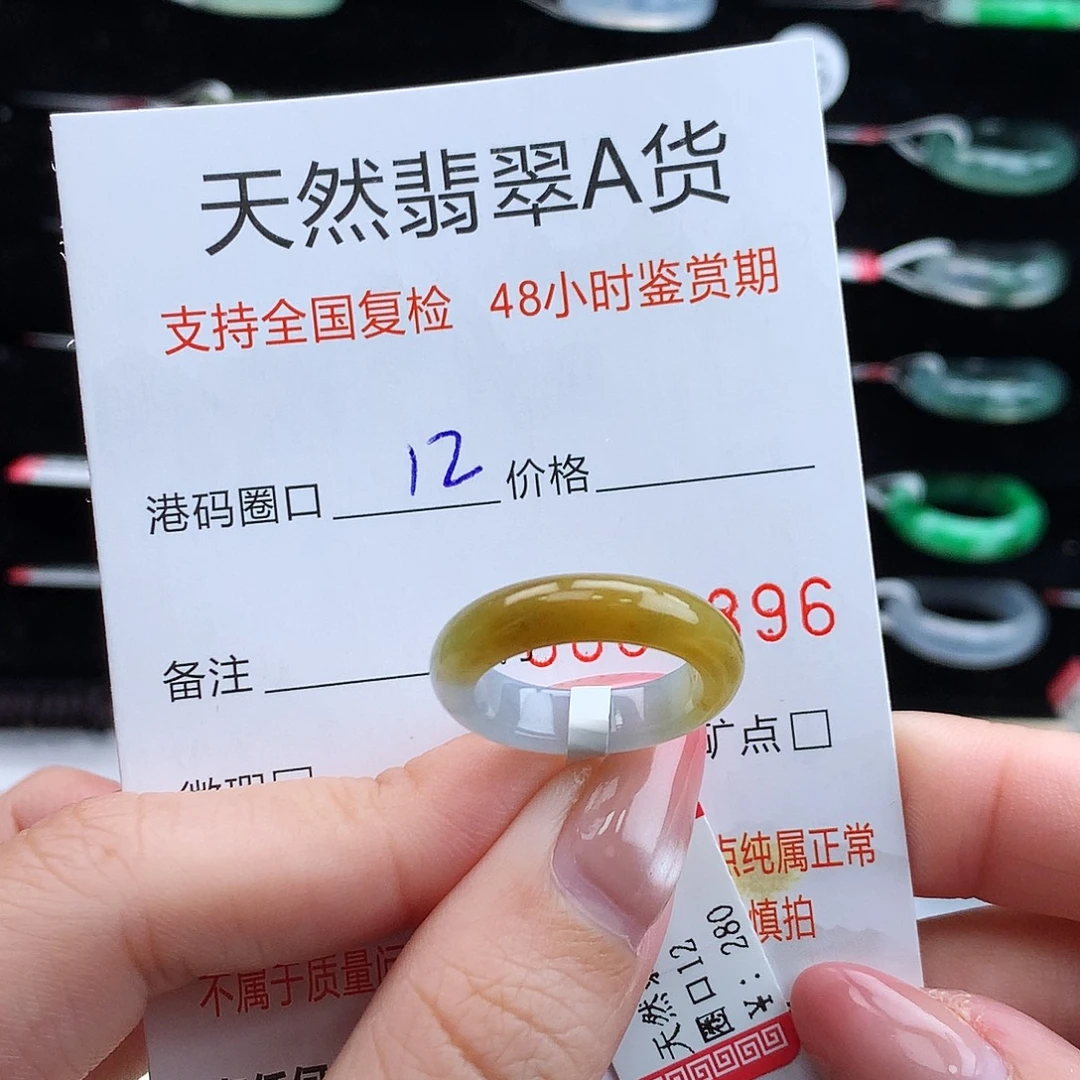 天然翡翠A货
支持全国复检 48小时鉴赏期
港码圈口 12 价格
896
备注
微瑕□ 矿点□
点纯属正常
慎拍
不属于质量问
天然
圈口12
¥: 280